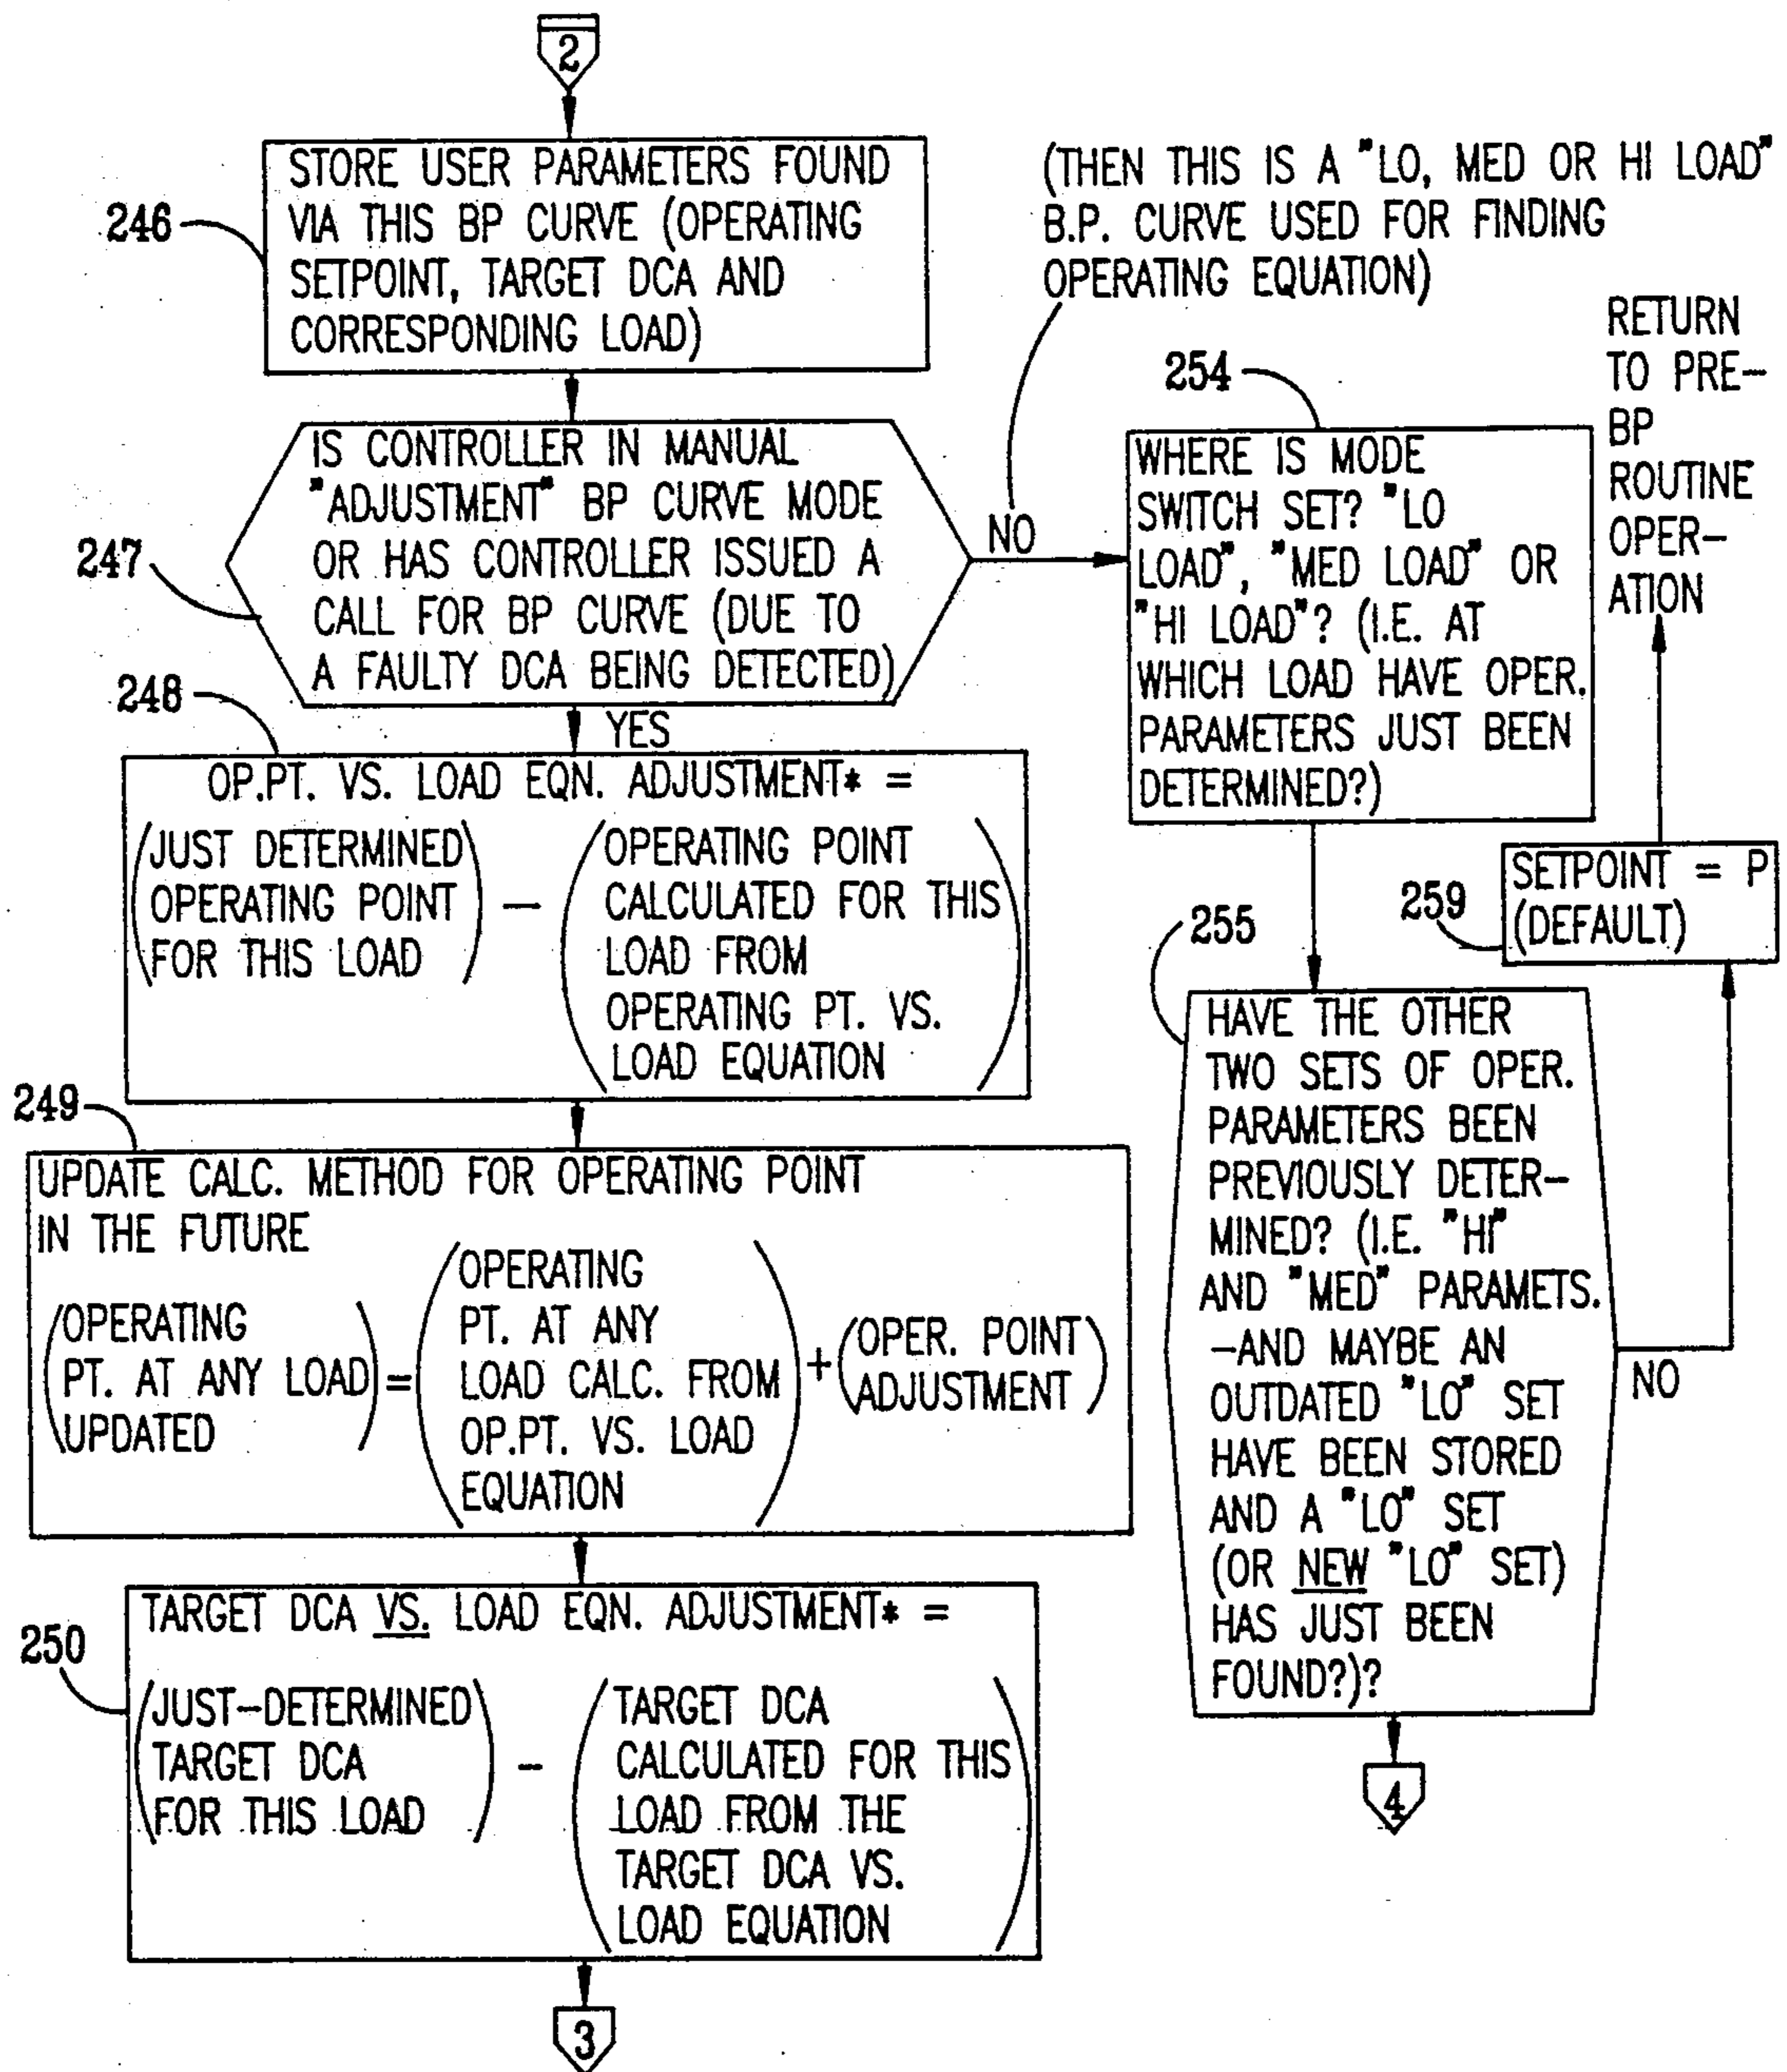 2
246
STORE USER PARAMETERS FOUND
VIA THIS BP CURVE (OPERATING
SETPOINT, TARGET DCA AND
CORRESPONDING LOAD)
247
IS CONTROLLER IN MANUAL
"ADJUSTMENT" BP CURVE MODE
OR HAS CONTROLLER ISSUED A
CALL FOR BP CURVE (DUE TO
A FAULTY DCA BEING DETECTED)
NO
YES
(THEN THIS IS A "LO, MED OR HI LOAD"
B.P. CURVE USED FOR FINDING
OPERATING EQUATION)
248
OP.PT. VS. LOAD EQN. ADJUSTMENT* =
(JUST DETERMINED
OPERATING POINT
FOR THIS LOAD)
–
(OPERATING POINT
CALCULATED FOR THIS
LOAD FROM
OPERATING PT. VS.
LOAD EQUATION)
249
UPDATE CALC. METHOD FOR OPERATING POINT
IN THE FUTURE
(OPERATING
PT. AT ANY LOAD
UPDATED)
=
(OPERATING
PT. AT ANY
LOAD CALC. FROM
OP.PT. VS. LOAD
EQUATION)
+
(OPER. POINT
ADJUSTMENT)
250
TARGET DCA VS. LOAD EQN. ADJUSTMENT* =
(JUST-DETERMINED
TARGET DCA
FOR THIS LOAD)
–
(TARGET DCA
CALCULATED FOR THIS
LOAD FROM THE
TARGET DCA VS.
LOAD EQUATION)
3
254
WHERE IS MODE
SWITCH SET? "LO
LOAD", "MED LOAD" OR
"HI LOAD"? (I.E. AT
WHICH LOAD HAVE OPER.
PARAMETERS JUST BEEN
DETERMINED?)
255
HAVE THE OTHER
TWO SETS OF OPER.
PARAMETERS BEEN
PREVIOUSLY DETER-
MINED? (I.E. "HI"
AND "MED" PARAMETS.
-AND MAYBE AN
OUTDATED "LO" SET
HAVE BEEN STORED
AND A "LO" SET
(OR NEW "LO" SET)
HAS JUST BEEN
FOUND?)?
NO
4
259
SETPOINT = P
(DEFAULT)
RETURN
TO PRE-
BP
ROUTINE
OPER-
ATION